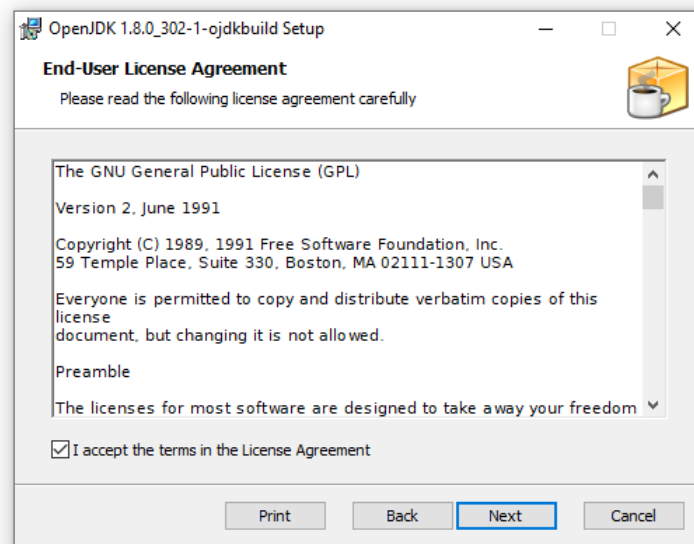 OpenJDK 1.8.0_302-1-ojdkbuild Setup
End-User License Agreement
Please read the following license agreement carefully
The GNU General Public License (GPL)
Version 2, June 1991
Copyright (C) 1989, 1991 Free Software Foundation, Inc.
59 Temple Place, Suite 330, Boston, MA 02111-1307 USA
Everyone is permitted to copy and distribute verbatim copies of this
license
document, but changing it is not allowed.
Preamble
The licenses for most software are designed to take away your freedom
I accept the terms in the License Agreement
Print Back Next Cancel